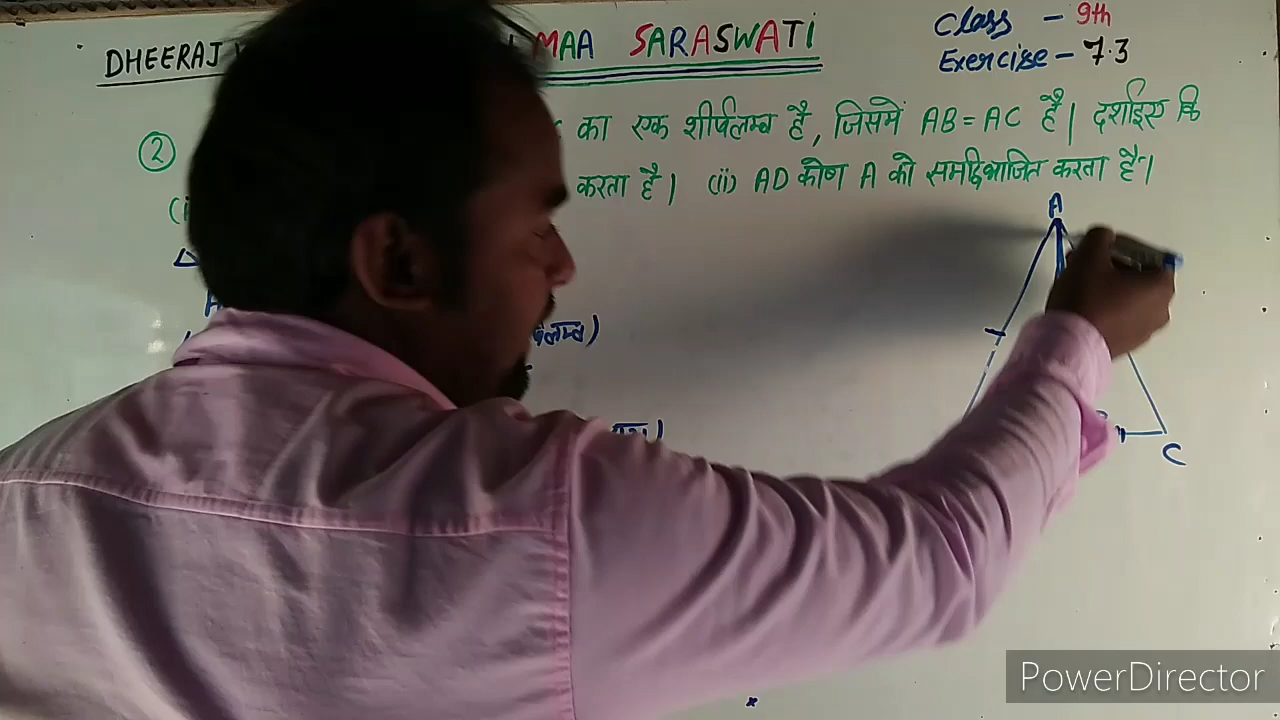 DHEERAJ MAA SARASWATI
Class - 9th
Exercise - 7.3
② का एक शीर्षलम्ब है, जिसमें AB = AC है| दर्शाइए कि
(i करता है| (ii) AD कोण A को समद्विभाजित करता है|
A
C
PowerDirector